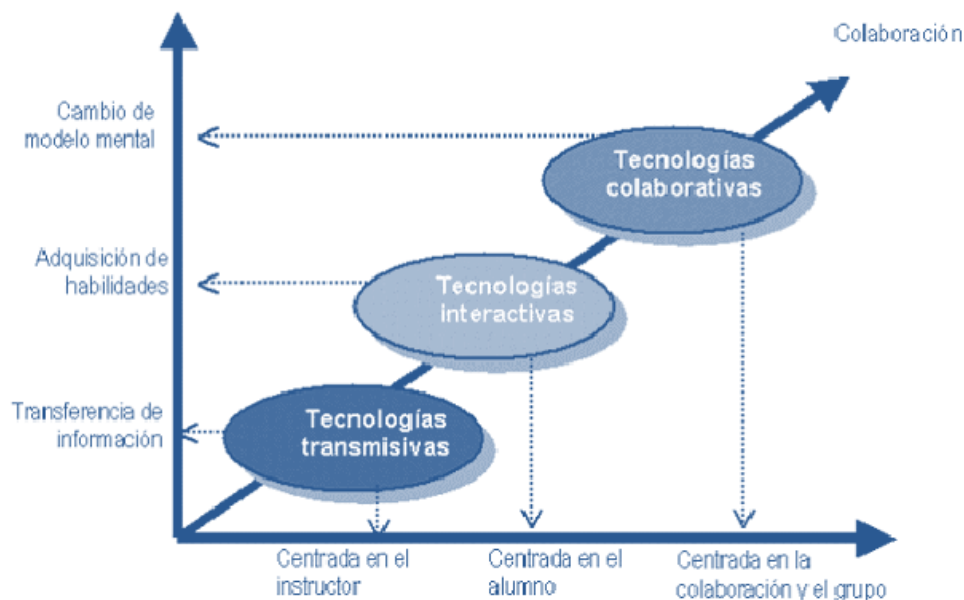 Colaboración
Cambio de
modelo mental
Tecnologías
colaborativas
Adquisición de
habilidades
Tecnologías
interactivas
Transferencia de
información
Tecnologías
transmisivas
Centrada en el
instructor
Centrada en el
alumno
Centrada en la
colaboración y el grupo